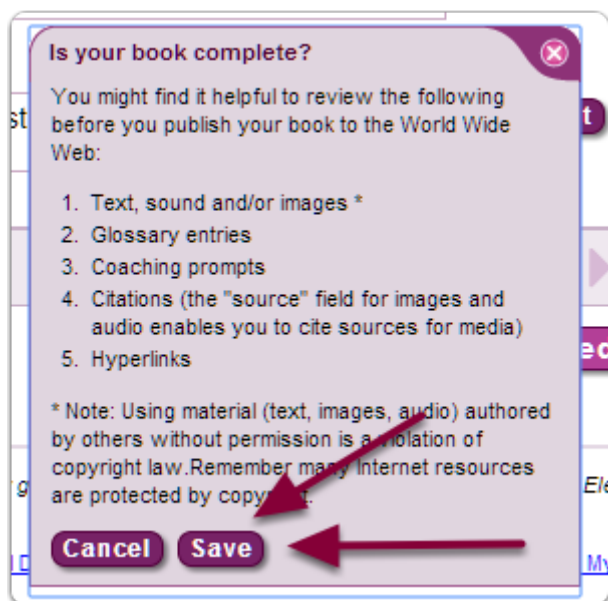 Is your book complete?
You might find it helpful to review the following
before you publish your book to the World Wide
Web:
1. Text, sound and/or images *
2. Glossary entries
3. Coaching prompts
4. Citations (the "source" field for images and
audio enables you to cite sources for media)
5. Hyperlinks
* Note: Using material (text, images, audio) authored
by others without permission is a violation of
copyright law.Remember many Internet resources
are protected by copyright.
Cancel Save